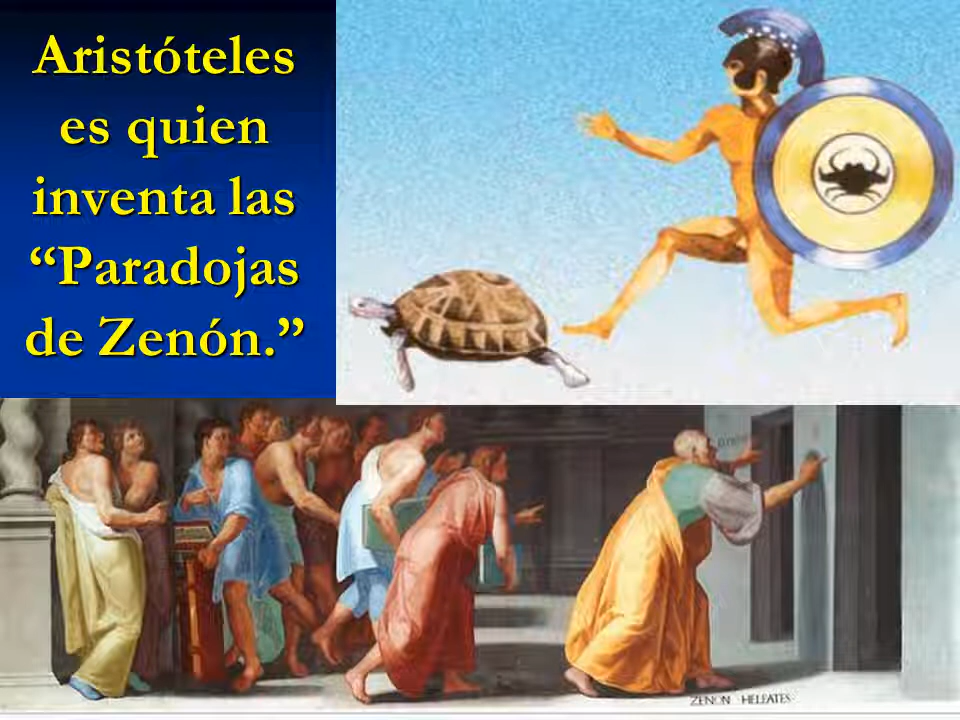 Aristóteles
es quien
inventa las
“Paradojas
de Zenón.”
ZENON HELEATES